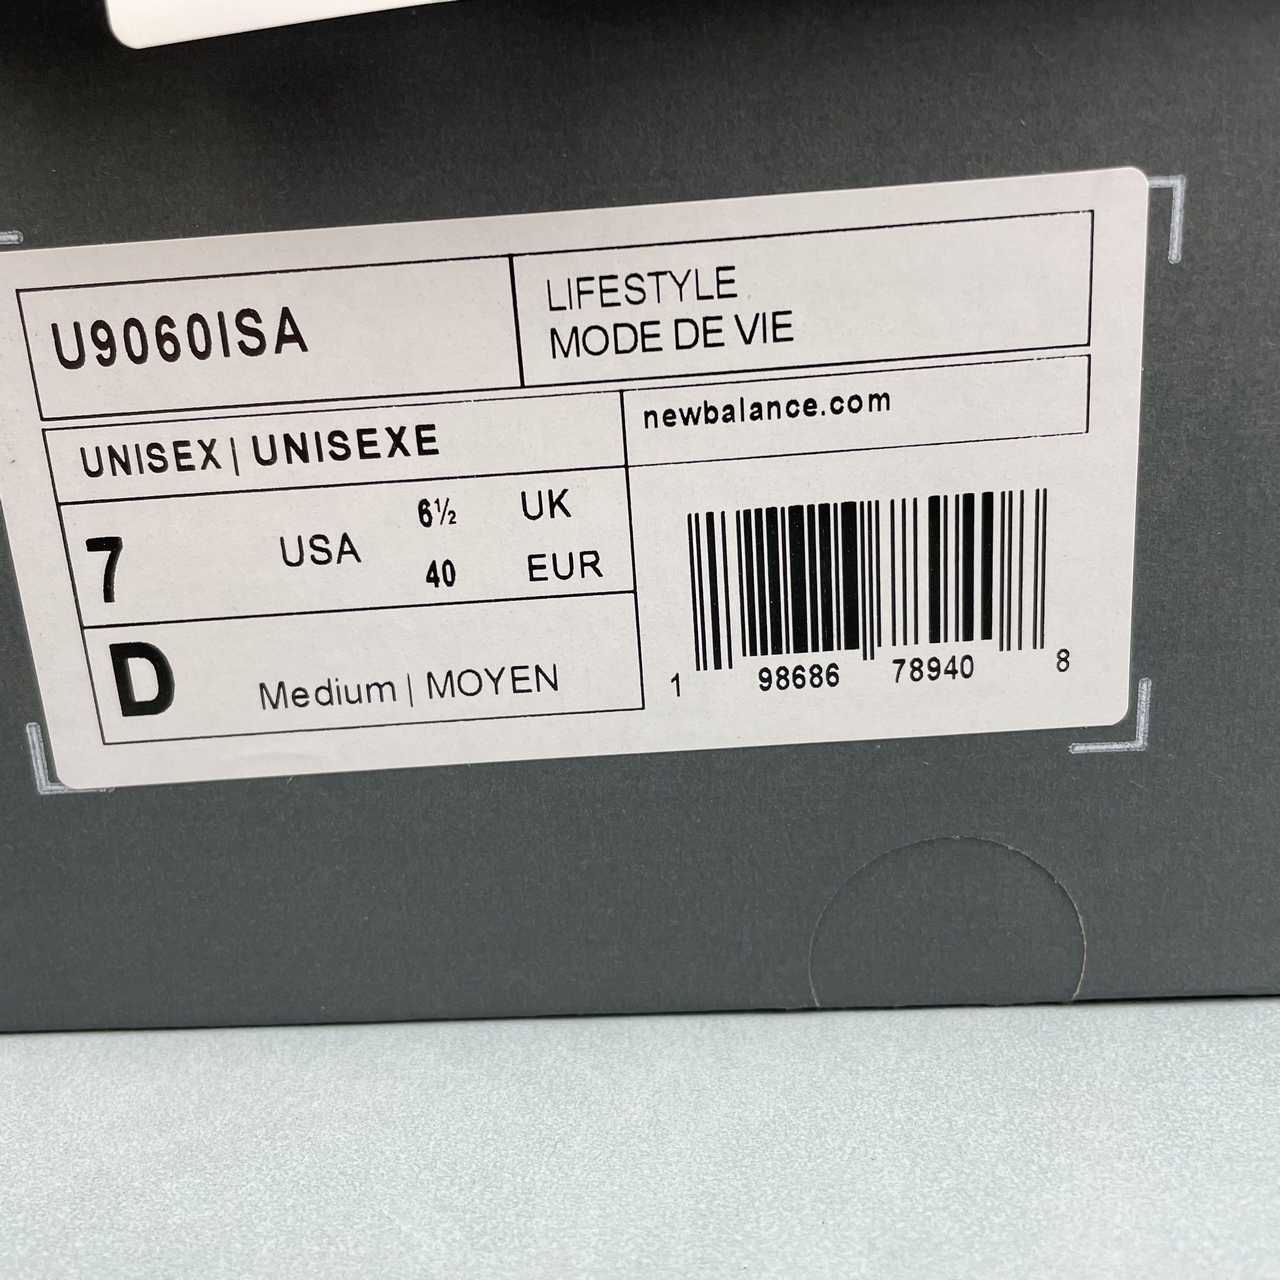 U9060ISA
LIFESTYLE
MODE DE VIE
UNISEX | UNISEXE
newbalance.com
7 USA 6½ UK
40 EUR
D Medium | MOYEN
1 98686 78940 8